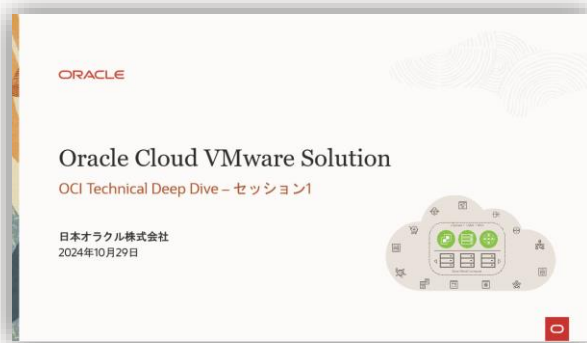 ORACLE
Oracle Cloud VMware Solution
OCI Technical Deep Dive – セッション1
日本オラクル株式会社
2024年10月29日